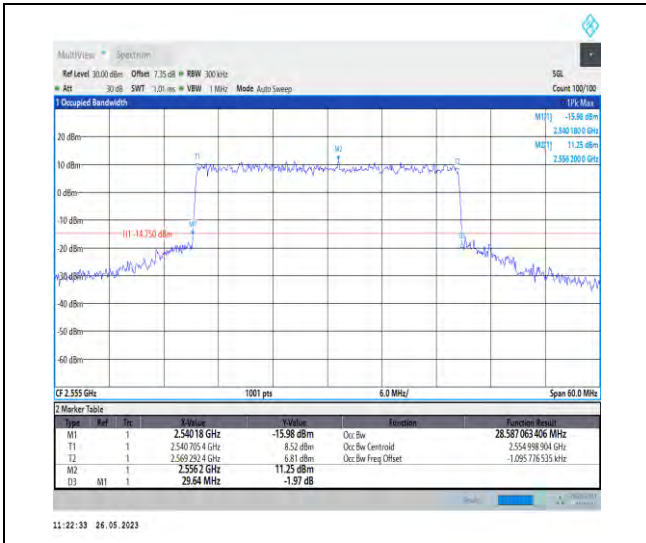 MultiView Spectrum
Ref Level 30.00 dBm Offset 7.35 dB RBW 300 kHz SGL
Att 30 dB SWT 1.01 ms VBW 1 MHz Mode Auto Sweep Count 100/100
1 Occupied Bandwidth 1Pk Max
M1[1] -15.98 dBm
2.540 180 0 GHz
M2[1] 11.25 dBm
2.556 200 0 GHz
20 dBm
M2
T1 T2
10 dBm
0 dBm
-10 dBm
M1
H1 -14.750 dBm
-20 dBm
-30 dBm
-40 dBm
-50 dBm
-60 dBm
CF 2.555 GHz 1001 pts 6.0 MHz/ Span 60.0 MHz
2 Marker Table
Type Ref Trc X-Value Y-Value Function Function Result
M1 1 2.540 18 GHz -15.98 dBm Occ Bw 28.587 063 406 MHz
T1 1 2.540 705 4 GHz 8.52 dBm Occ Bw Centroid 2.554 998 904 GHz
T2 1 2.569 292 4 GHz 6.81 dBm Occ Bw Freq Offset -1.095 776 535 kHz
M2 1 2.556 2 GHz 11.25 dBm
D3 M1 1 29.64 MHz -1.97 dB
11:22:33 26.05.2023